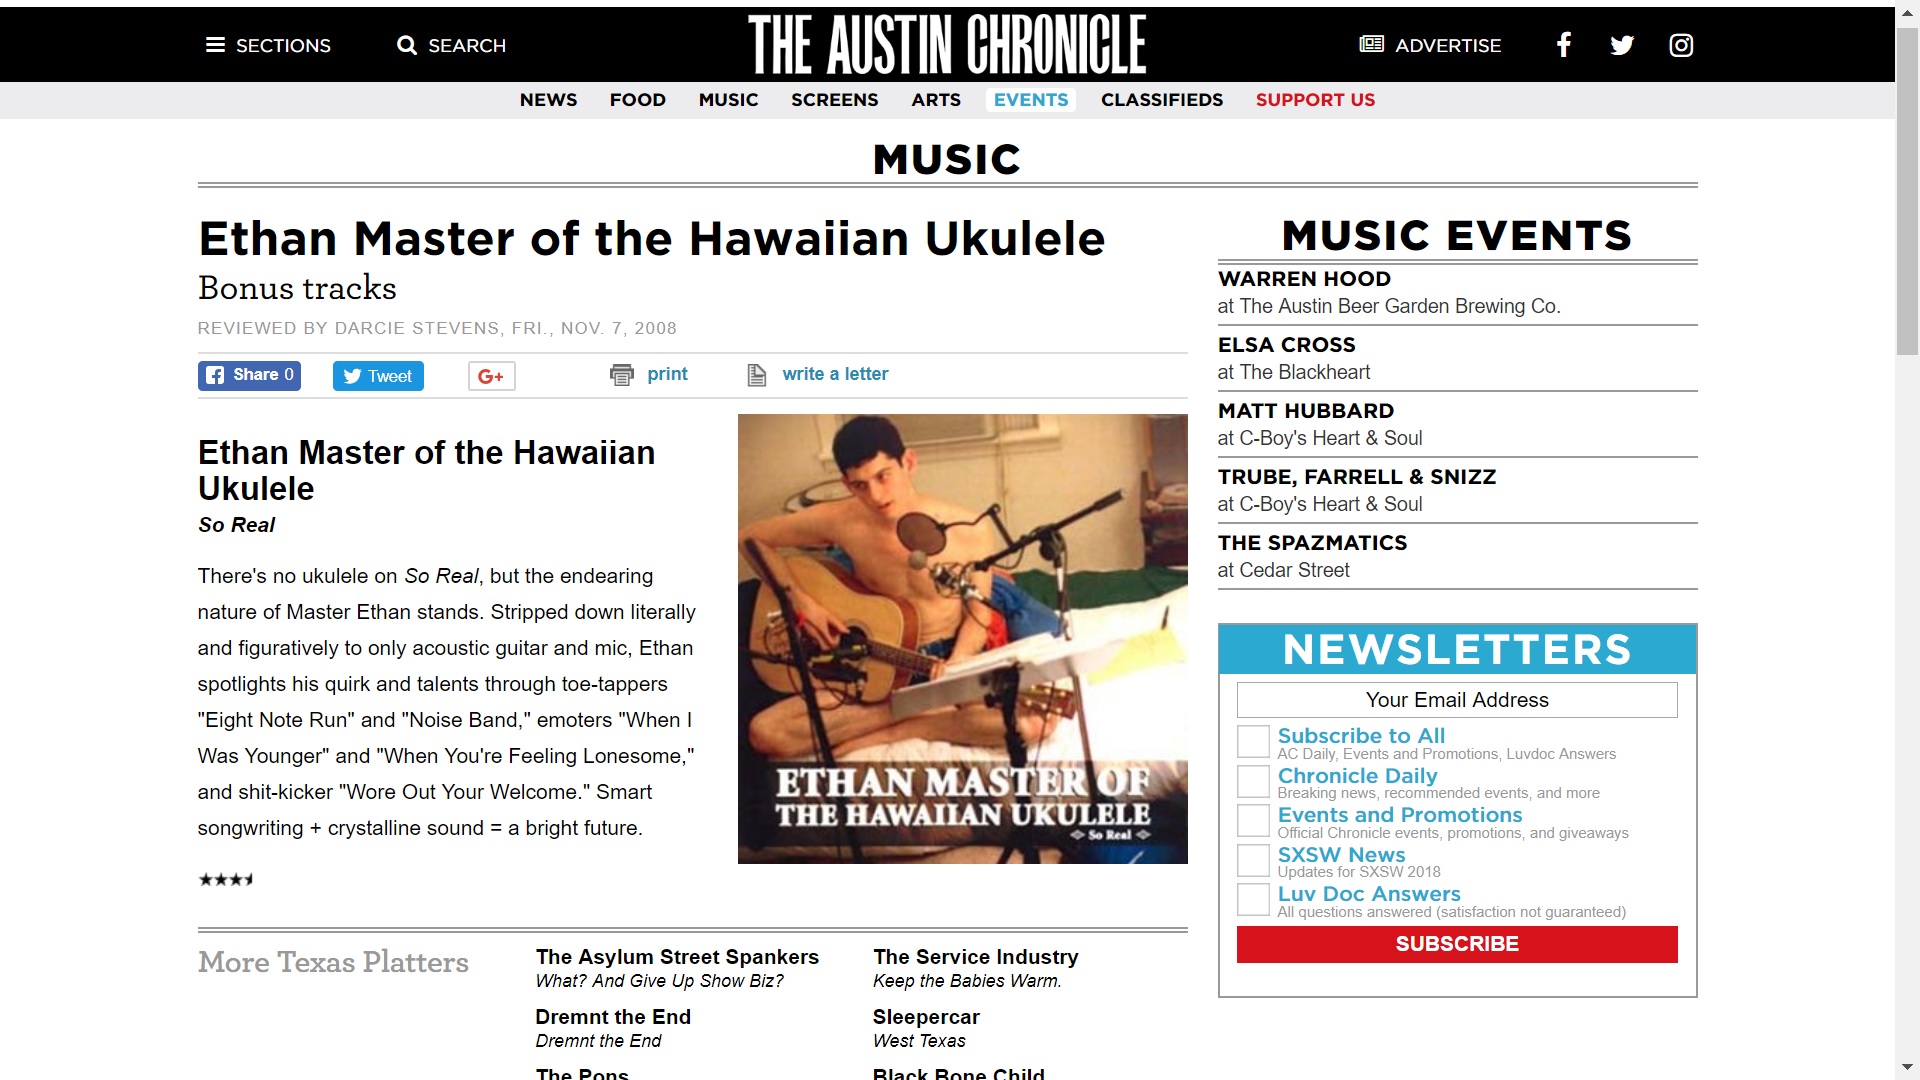 SECTIONS
SEARCH
THE AUSTIN CHRONICLE
ADVERTISE
NEWS FOOD MUSIC SCREENS ARTS EVENTS CLASSIFIEDS SUPPORT US
MUSIC
Ethan Master of the Hawaiian Ukulele
Bonus tracks
REVIEWED BY DARCIE STEVENS, FRI., NOV. 7, 2008
Share 0
Tweet
G+
print
write a letter
Ethan Master of the Hawaiian
Ukulele
So Real
There's no ukulele on So Real, but the endearing
nature of Master Ethan stands. Stripped down literally
and figuratively to only acoustic guitar and mic, Ethan
spotlights his quirk and talents through toe-tappers
"Eight Note Run" and "Noise Band," emoters "When I
Was Younger" and "When You're Feeling Lonesome,"
and shit-kicker "Wore Out Your Welcome." Smart
songwriting + crystalline sound = a bright future.
ETHAN MASTER OF
THE HAWAIIAN UKULELE
So Real
More Texas Platters
The Asylum Street Spankers
What? And Give Up Show Biz?
Dremnt the End
Dremnt the End
The Pons
The Service Industry
Keep the Babies Warm.
Sleepercar
West Texas
Black Bone Child
MUSIC EVENTS
WARREN HOOD
at The Austin Beer Garden Brewing Co.
ELSA CROSS
at The Blackheart
MATT HUBBARD
at C-Boy's Heart & Soul
TRUBE, FARRELL & SNIZZ
at C-Boy's Heart & Soul
THE SPAZMATICS
at Cedar Street
NEWSLETTERS
Your Email Address
Subscribe to All
AC Daily, Events and Promotions, Luvdoc Answers
Chronicle Daily
Breaking news, recommended events, and more
Events and Promotions
Official Chronicle events, promotions, and giveaways
SXSW News
Updates for SXSW 2018
Luv Doc Answers
All questions answered (satisfaction not guaranteed)
SUBSCRIBE